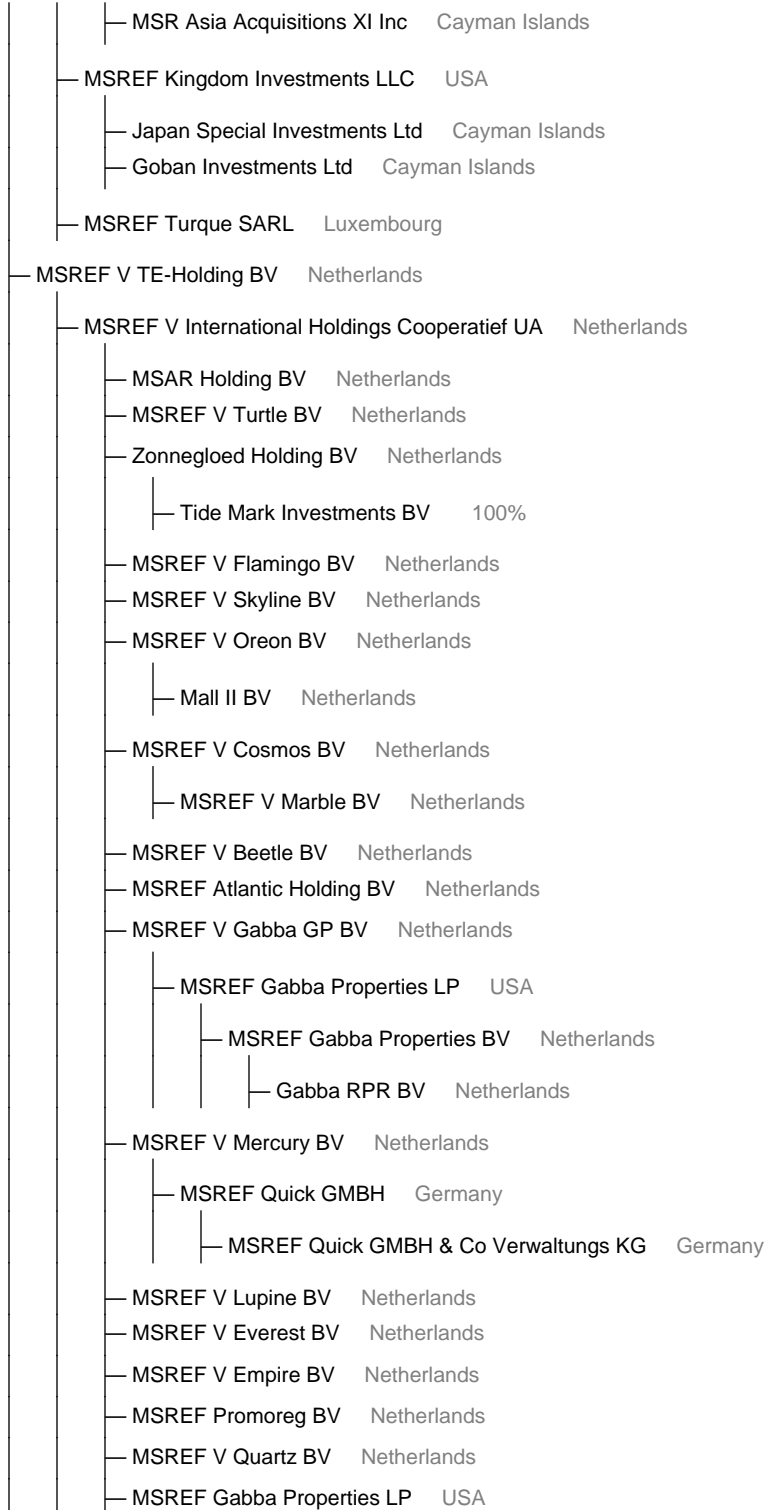 MSR Asia Acquisitions XI Inc Cayman Islands
MSREF Kingdom Investments LLC USA
Japan Special Investments Ltd Cayman Islands
Goban Investments Ltd Cayman Islands
MSREF Turque SARL Luxembourg
MSREF V TE-Holding BV Netherlands
MSREF V International Holdings Cooperatief UA Netherlands
MSAR Holding BV Netherlands
MSREF V Turtle BV Netherlands
Zonnegloed Holding BV Netherlands
Tide Mark Investments BV 100%
MSREF V Flamingo BV Netherlands
MSREF V Skyline BV Netherlands
MSREF V Oreon BV Netherlands
Mall II BV Netherlands
MSREF V Cosmos BV Netherlands
MSREF V Marble BV Netherlands
MSREF V Beetle BV Netherlands
MSREF Atlantic Holding BV Netherlands
MSREF V Gabba GP BV Netherlands
MSREF Gabba Properties LP USA
MSREF Gabba Properties BV Netherlands
Gabba RPR BV Netherlands
MSREF V Mercury BV Netherlands
MSREF Quick GMBH Germany
MSREF Quick GMBH & Co Verwaltungs KG Germany
MSREF V Lupine BV Netherlands
MSREF V Everest BV Netherlands
MSREF V Empire BV Netherlands
MSREF Promoreg BV Netherlands
MSREF V Quartz BV Netherlands
MSREF Gabba Properties LP USA